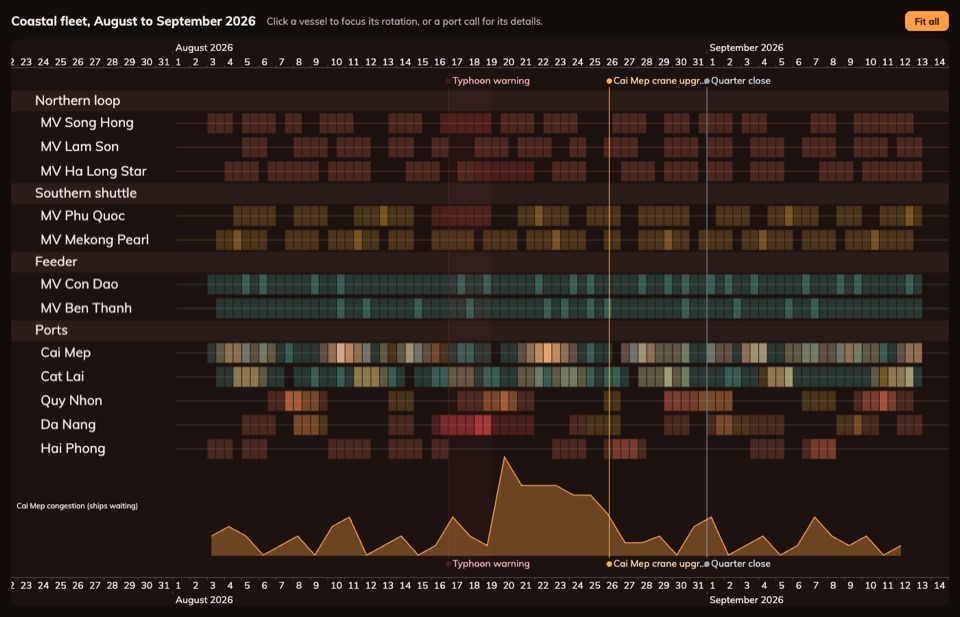 Coastal fleet, August to September 2026 Click a vessel to focus its rotation, or a port call for its details. Fit all
August 2026 September 2026
2 23 24 25 26 27 28 29 30 31 1 2 3 4 5 6 7 8 9 10 11 12 13 14 15 16 17 18 19 20 21 22 23 24 25 26 27 28 29 30 31 1 2 3 4 5 6 7 8 9 10 11 12 13 14
Typhoon warning Cai Mep crane upgr… Quarter close
Northern loop
MV Song Hong
MV Lam Son
MV Ha Long Star
Southern shuttle
MV Phu Quoc
MV Mekong Pearl
Feeder
MV Con Dao
MV Ben Thanh
Ports
Cai Mep
Cat Lai
Quy Nhon
Da Nang
Hai Phong
Cai Mep congestion (ships waiting)
Typhoon warning Cai Mep crane upgr… Quarter close
2 23 24 25 26 27 28 29 30 31 1 2 3 4 5 6 7 8 9 10 11 12 13 14 15 16 17 18 19 20 21 22 23 24 25 26 27 28 29 30 31 1 2 3 4 5 6 7 8 9 10 11 12 13 14
August 2026 September 2026